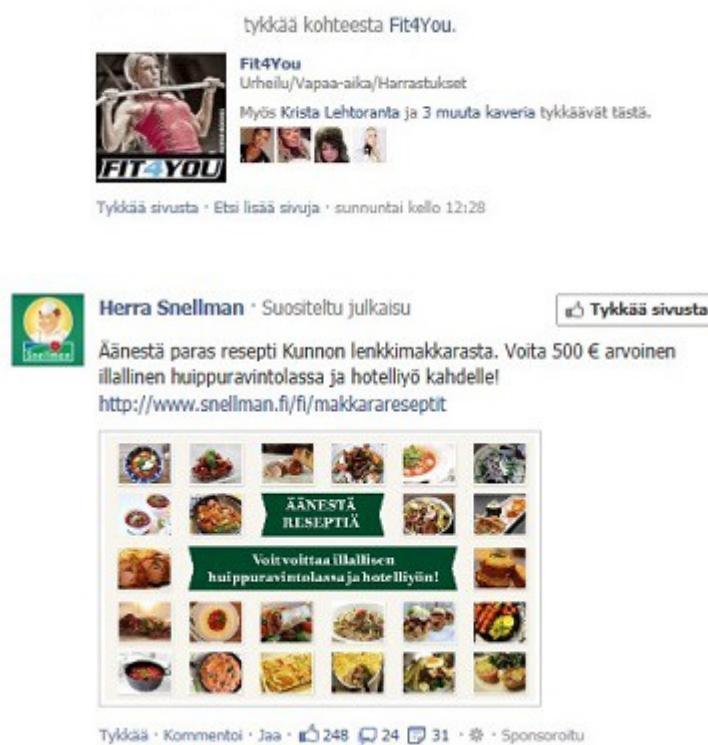 tykkää kohteesta Fit4You.
Fit4You
Urheilu/Vapaa-aika/Harrastukset
Myös Krista Lehtoranta ja 3 muuta kaveria tykkäävät tästä.
FIT4YOU
Tykkää sivusta · Etsi lisää sivuja · sunnuntai kello 12:28
Herra Snellman · Suositeltu julkaisu
Tykkää sivusta
Snellman
Äänestä paras resepti Kunnon lenkkimakkarasta. Voita 500 € arvoinen
illallinen huippuravintolassa ja hotelliyö kahdelle!
http://www.snellman.fi/fi/makkarareseptit
ÄÄNESTÄ
RESEPTIÄ
Voit voittaa illallisen
huippuravintolassa ja hotelliyön!
Tykkää · Kommentoi · Jaa · 248 24 31 · Sponsoroitu